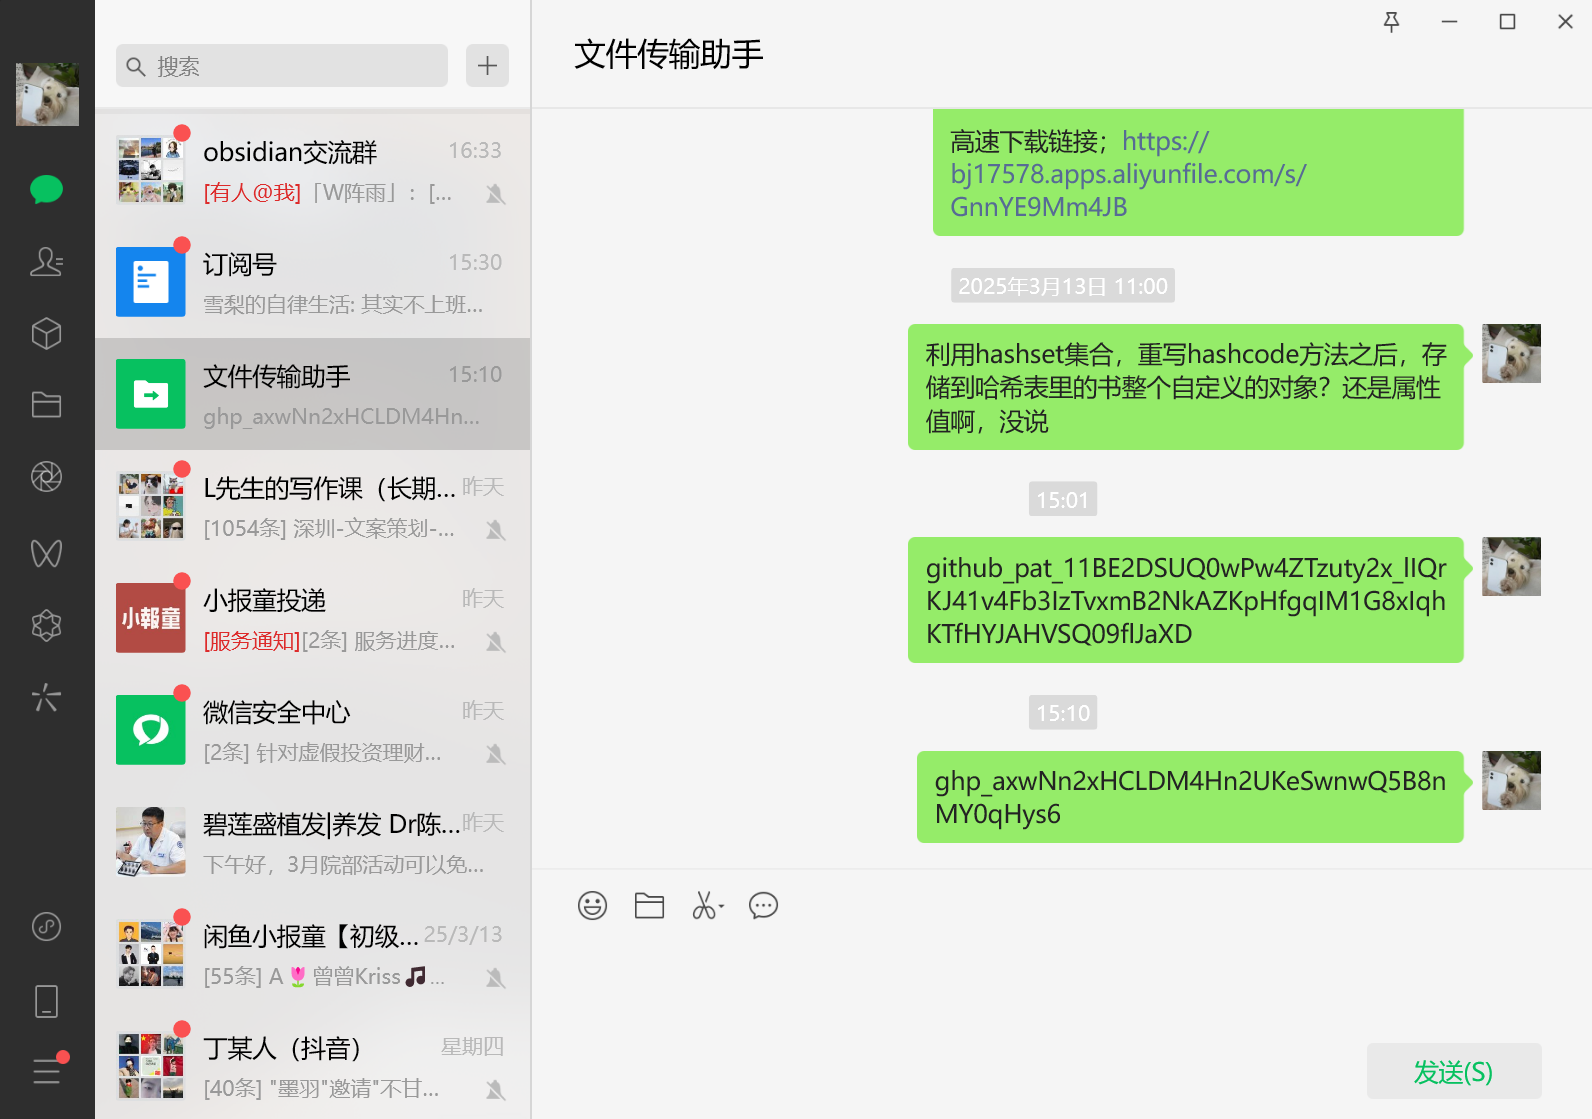 搜索
obsidian交流群
16:33
[有人@我]「W阵雨」: [...
订阅号
15:30
雪梨的自律生活: 其实不上班...
文件传输助手
15:10
ghp_axwNn2xHCLDM4Hn...
L先生的写作课（长期...
昨天
[1054条] 深圳-文案策划-...
小報童
小报童投递
昨天
[服务通知][2条] 服务进度...
微信安全中心
昨天
[2条] 针对虚假投资理财...
碧莲盛植发|养发 Dr陈...
昨天
下午好，3月院部活动可以免...
闲鱼小报童【初级...
25/3/13
[55条] A🌷曾曾Kriss🎵...
丁某人（抖音）
星期四
[40条] "墨羽"邀请"不甘...
文件传输助手
高速下载链接；https://
bj17578.apps.aliyunfile.com/s/
GnnYE9Mm4JB
2025年3月13日 11:00
利用hashset集合，重写hashcode方法之后，存
储到哈希表里的书整个自定义的对象？还是属性
值啊，没说
15:01
github_pat_11BE2DSUQ0wPw4ZTzuty2x_lIQr
KJ41v4Fb3IzTvxmB2NkAZKpHfgqIM1G8xIqh
KTfHYJAHVSQ09flJaXD
15:10
ghp_axwNn2xHCLDM4Hn2UKeSwnwQ5B8n
MY0qHys6
发送(S)